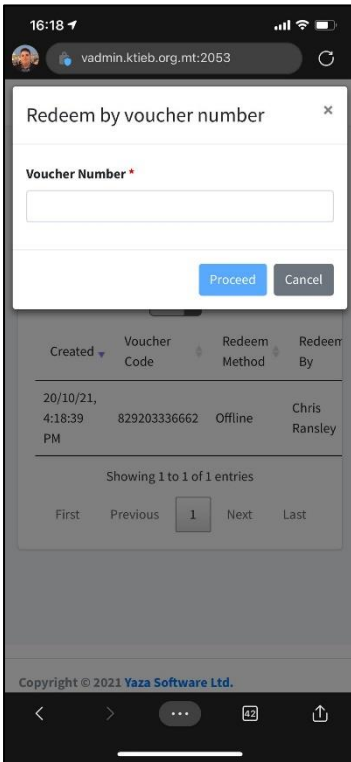 16:18
vadmin.ktieb.org.mt:2053
Redeem by voucher number ×
Voucher Number *
Proceed Cancel
Created Voucher Code Redeem Method Redeem By
20/10/21, 4:18:39 PM 829203336662 Offline Chris Ransley
Showing 1 to 1 of 1 entries
First Previous 1 Next Last
Copyright © 2021 Yaza Software Ltd.
42